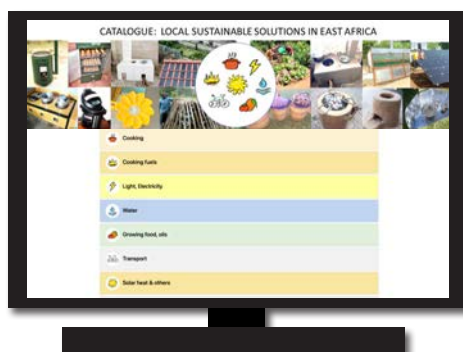 CATALOGUE: LOCAL SUSTAINABLE SOLUTIONS IN EAST AFRICA
Cooking
Cooking fuels
Light, Electricity
Water
Growing food, oils
Transport
Solar heat & others